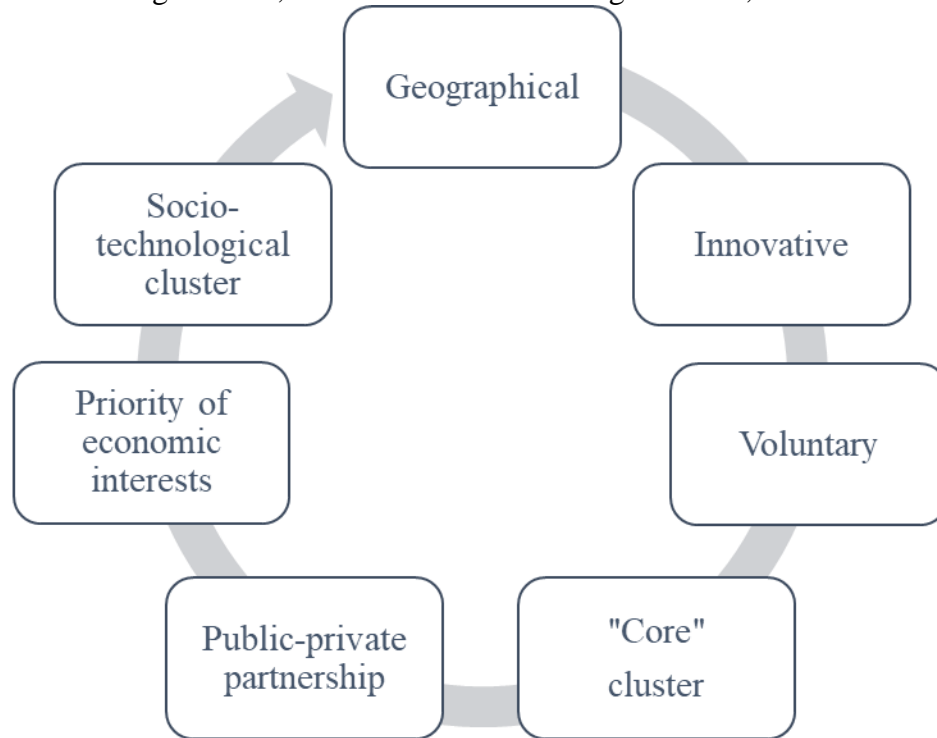 Geographical
Innovative
Voluntary
"Core"
cluster
Public-private
partnership
Priority of
economic
interests
Socio-
technological
cluster